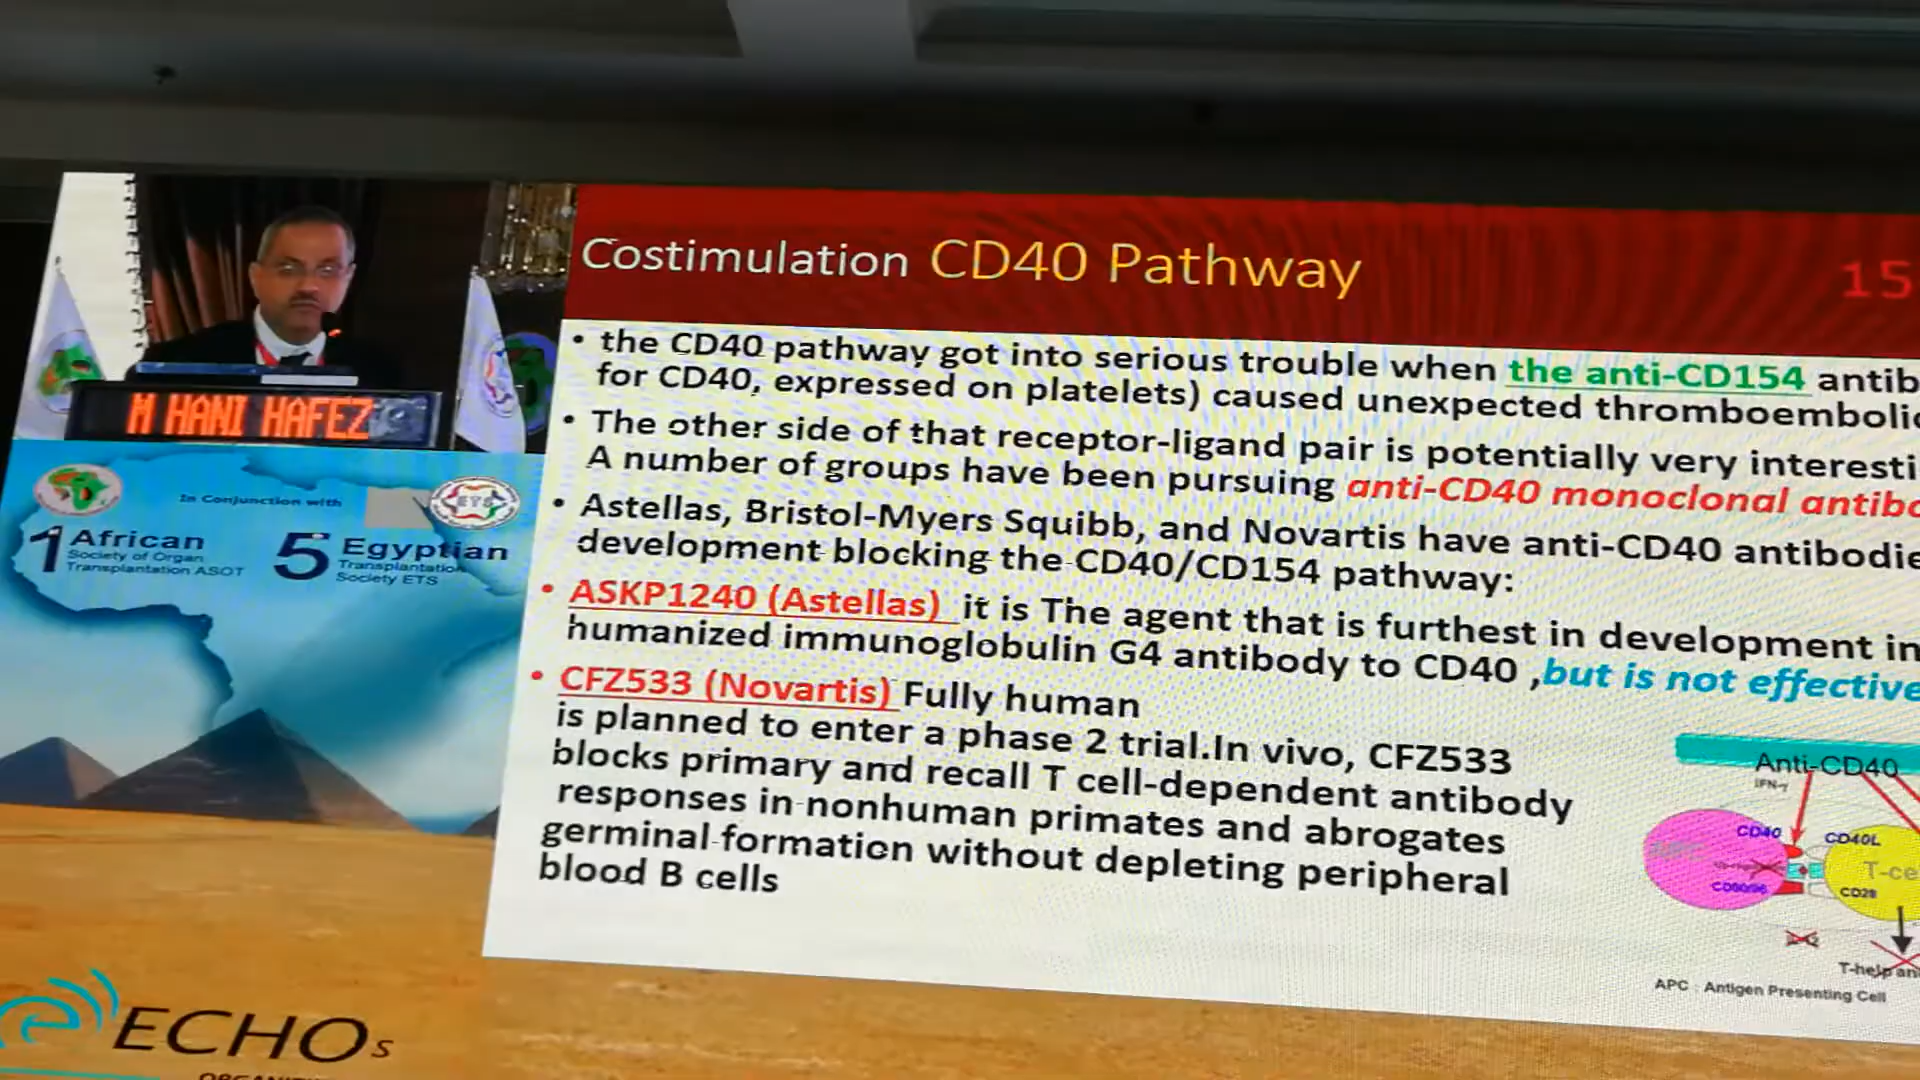 Costimulation CD40 Pathway
15
• the CD40 pathway got into serious trouble when the anti-CD154
for CD40, expressed on platelets) caused unexpected
• The other side of that receptor-ligand pair is potentially very
A number of groups have been pursuing anti-CD40 monoclonal
• Astellas, Bristol-Myers Squibb, and Novartis have anti-CD40
development blocking the CD40/CD154 pathway:
• ASKP1240 (Astellas) it is The agent that is furthest in development in
humanized immunoglobulin G4 antibody to CD40 ,but is not effective
• CFZ533 (Novartis) Fully human
is planned to enter a phase 2 trial.In vivo, CFZ533
blocks primary and recall T cell-dependent antibody
responses in nonhuman primates and abrogates
germinal formation without depleting peripheral
blood B cells
Anti-CD40
IFN-γ
CD40
CD40L
CD80/86
CD28
T-help
APC : Antigen Presenting Cell
M HANI HAFEZ
In Conjunction with
ETS
1 African
Society of Organ
Transplantation ASOT
5 Egyptian
Transplantation
Society ETS
ECHOs